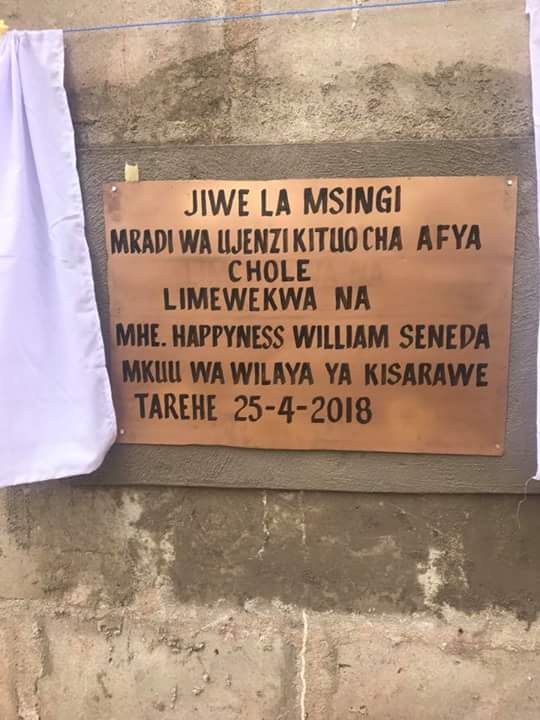 JIWE LA MSINGI
MRADI WA UJENZI KITUO CHA AFYA
CHOLE
LIMEWEKWA NA
MHE. HAPPYNESS WILLIAM SENEDA
MKUU WA WILAYA YA KISARAWE
TAREHE 25-4-2018